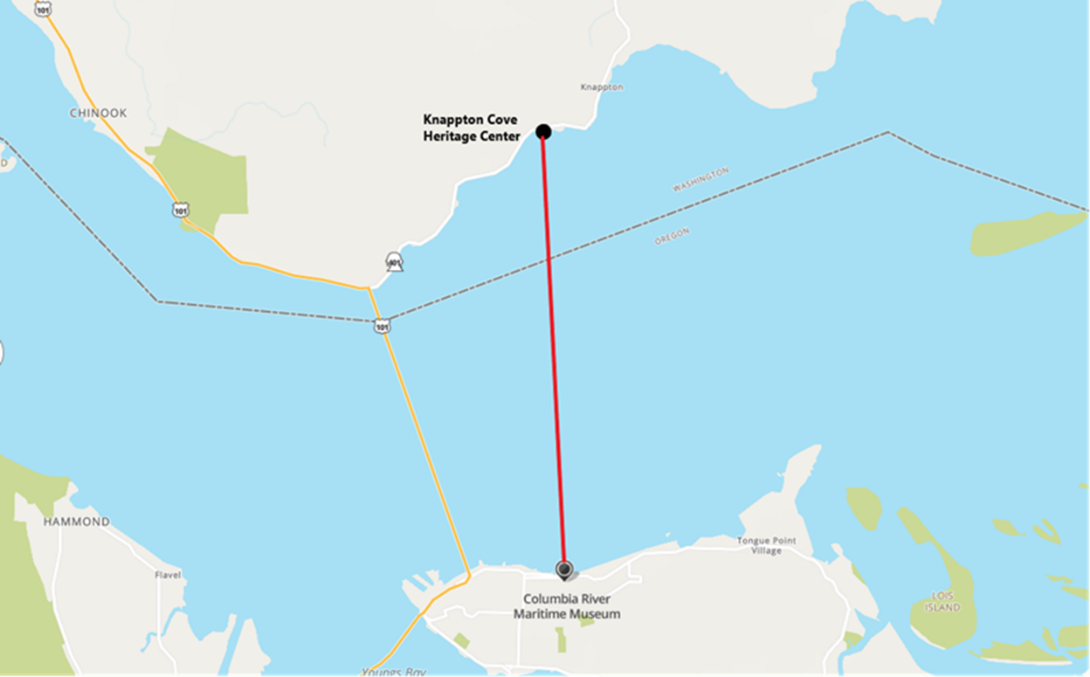 101
CHINOOK
Knappton
Knappton Cove
Heritage Center
WASHINGTON
OREGON
101
401
101
HAMMOND
Flavel
Tongue Point
Village
LOIS
ISLAND
Columbia River
Maritime Museum
Youngs Bay
D